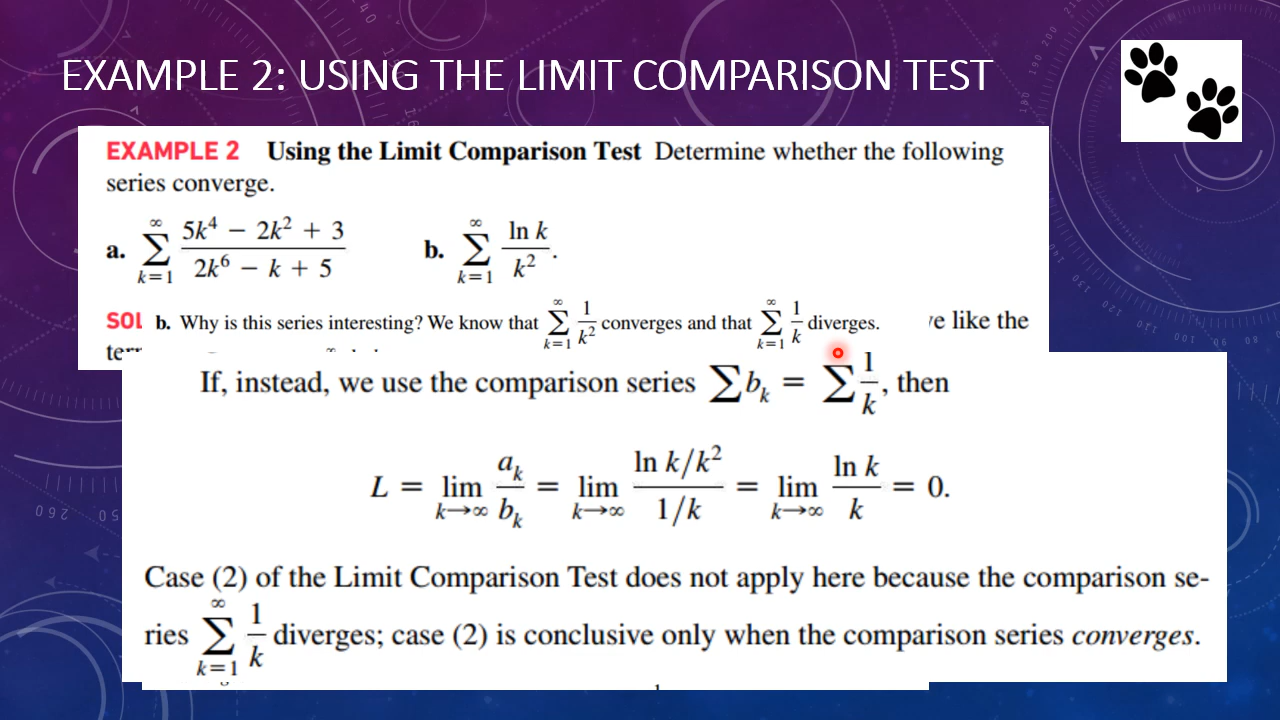 EXAMPLE 2: USING THE LIMIT COMPARISON TEST
EXAMPLE 2 Using the Limit Comparison Test Determine whether the following
series converge.
a. ∑_{k=1}^{∞} (5k⁴ − 2k² + 3)/(2k⁶ − k + 5) b. ∑_{k=1}^{∞} (ln k)/k².
SOL b. Why is this series interesting? We know that ∑_{k=1}^{∞} 1/k² converges and that ∑_{k=1}^{∞} 1/k diverges. like the
If, instead, we use the comparison series ∑b_k = ∑ 1/k, then
L = lim_{k→∞} a_k/b_k = lim_{k→∞} (ln k/k²)/(1/k) = lim_{k→∞} (ln k)/k = 0.
Case (2) of the Limit Comparison Test does not apply here because the comparison se-
ries ∑_{k=1}^{∞} 1/k diverges; case (2) is conclusive only when the comparison series converges.